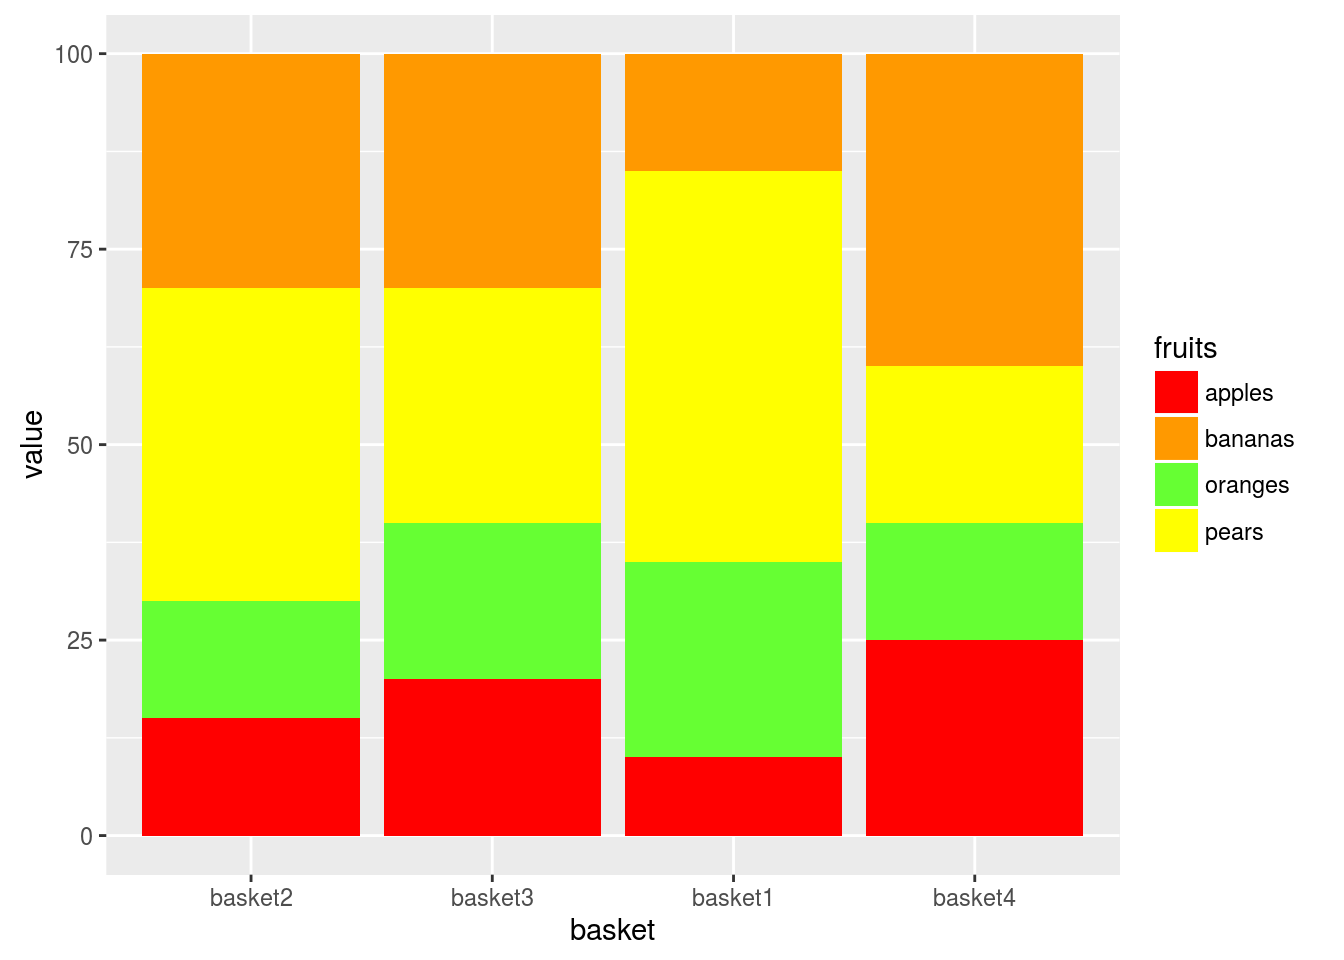 100
75
50
25
0
value
basket2 basket3 basket1 basket4
basket
fruits
apples
bananas
oranges
pears